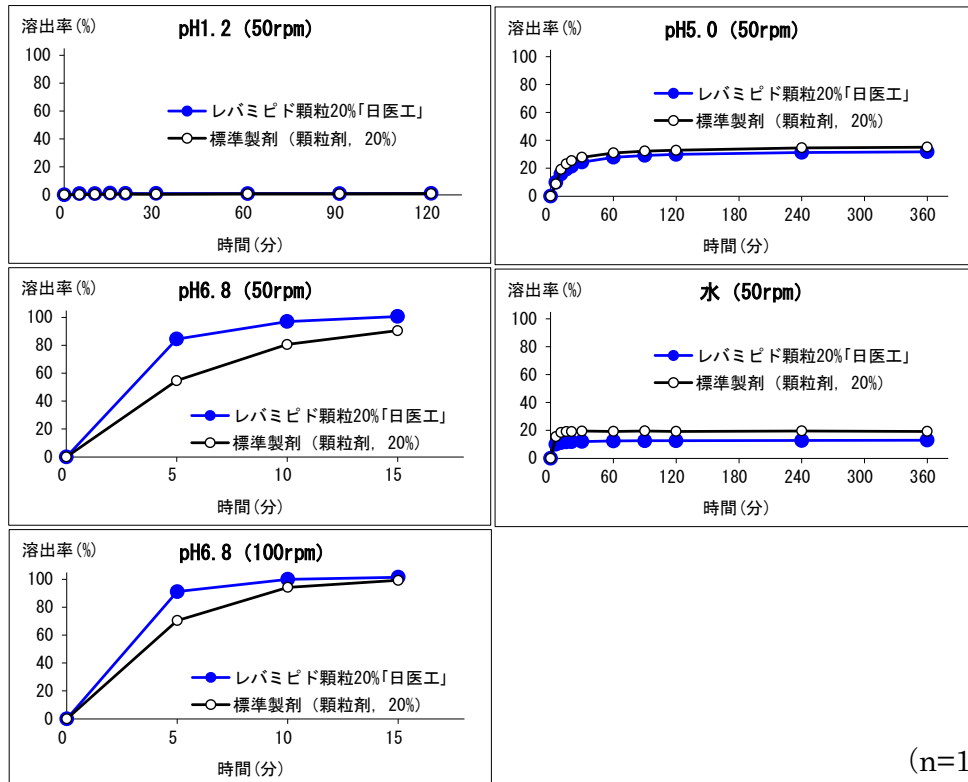 溶出率(%)
pH1.2 (50rpm)
100
80
60
40
20
0
レバミピド顆粒20%「日医工」
標準製剤 (顆粒剤, 20%)
0 30 60 90 120
時間(分)
溶出率(%)
pH5.0 (50rpm)
100
80
60
40
20
0
レバミピド顆粒20%「日医工」
標準製剤 (顆粒剤, 20%)
0 60 120 180 240 300 360
時間(分)
溶出率(%)
pH6.8 (50rpm)
100
80
60
40
20
0
レバミピド顆粒20%「日医工」
標準製剤 (顆粒剤, 20%)
0 5 10 15
時間(分)
溶出率(%)
水 (50rpm)
100
80
60
40
20
0
レバミピド顆粒20%「日医工」
標準製剤 (顆粒剤, 20%)
0 60 120 180 240 300 360
時間(分)
溶出率(%)
pH6.8 (100rpm)
100
80
60
40
20
0
レバミピド顆粒20%「日医工」
標準製剤 (顆粒剤, 20%)
0 5 10 15
時間(分)
(n=1